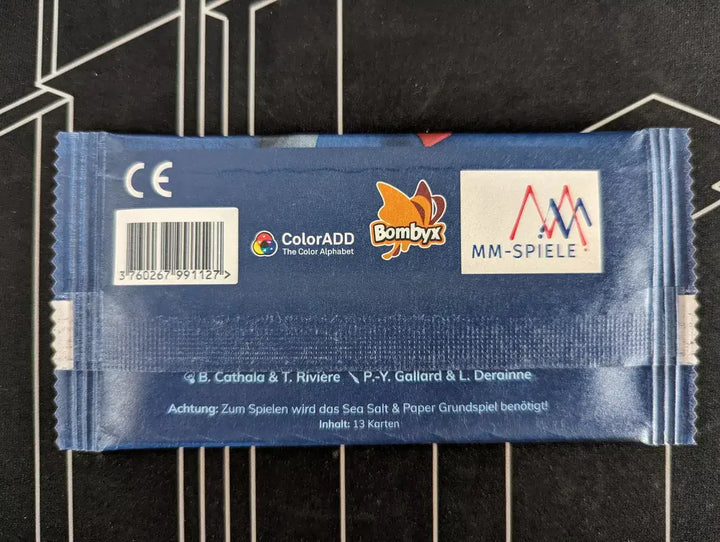 CE
3 760267 991127 >
ColorADD
The Color Alphabet
Bombyx
MM-SPIELE
B. Cathala & T. Rivière P.-Y. Gallard & L. Derainne
Achtung: Zum Spielen wird das Sea Salt & Paper Grundspiel benötigt!
Inhalt: 13 Karten